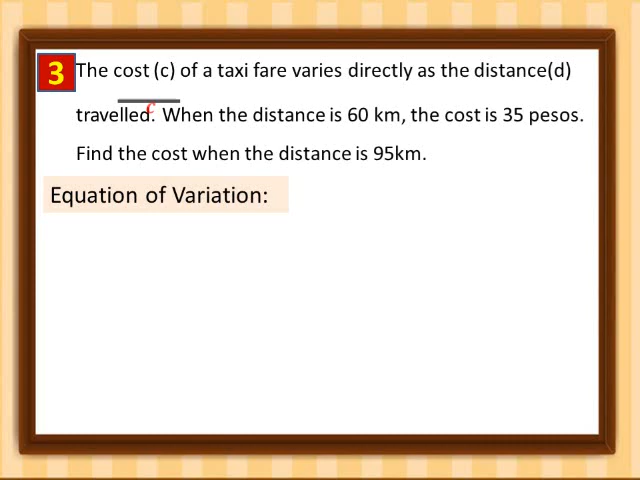 3 The cost (c) of a taxi fare varies directly as the distance(d)
c
travelled. When the distance is 60 km, the cost is 35 pesos.
Find the cost when the distance is 95km.
Equation of Variation: